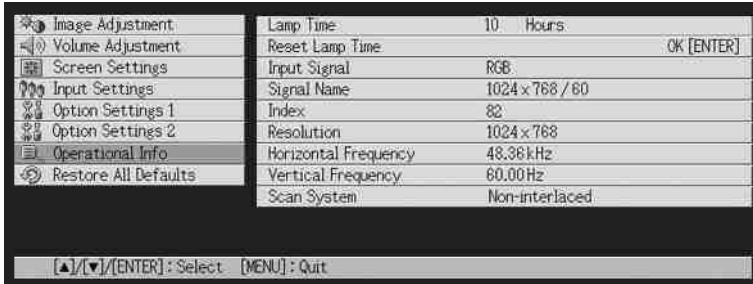 Image Adjustment
Volume Adjustment
Screen Settings
Input Settings
Option Settings 1
Option Settings 2
Operational Info
Restore All Defaults
Lamp Time 10 Hours
Reset Lamp Time OK [ENTER]
Input Signal RGB
Signal Name 1024 x 768 / 60
Index 82
Resolution 1024 x 768
Horizontal Frequency 48.36kHz
Vertical Frequency 60.00Hz
Scan System Non-interlaced
[▲]/[▼]/[ENTER] : Select [MENU] : Quit